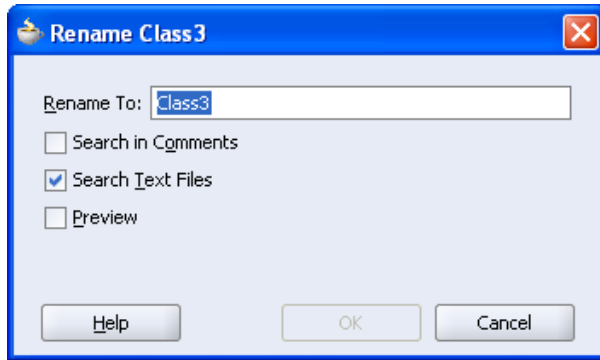 Rename Class3
Rename To: Class3
Search in Comments
Search Text Files
Preview
Help OK Cancel